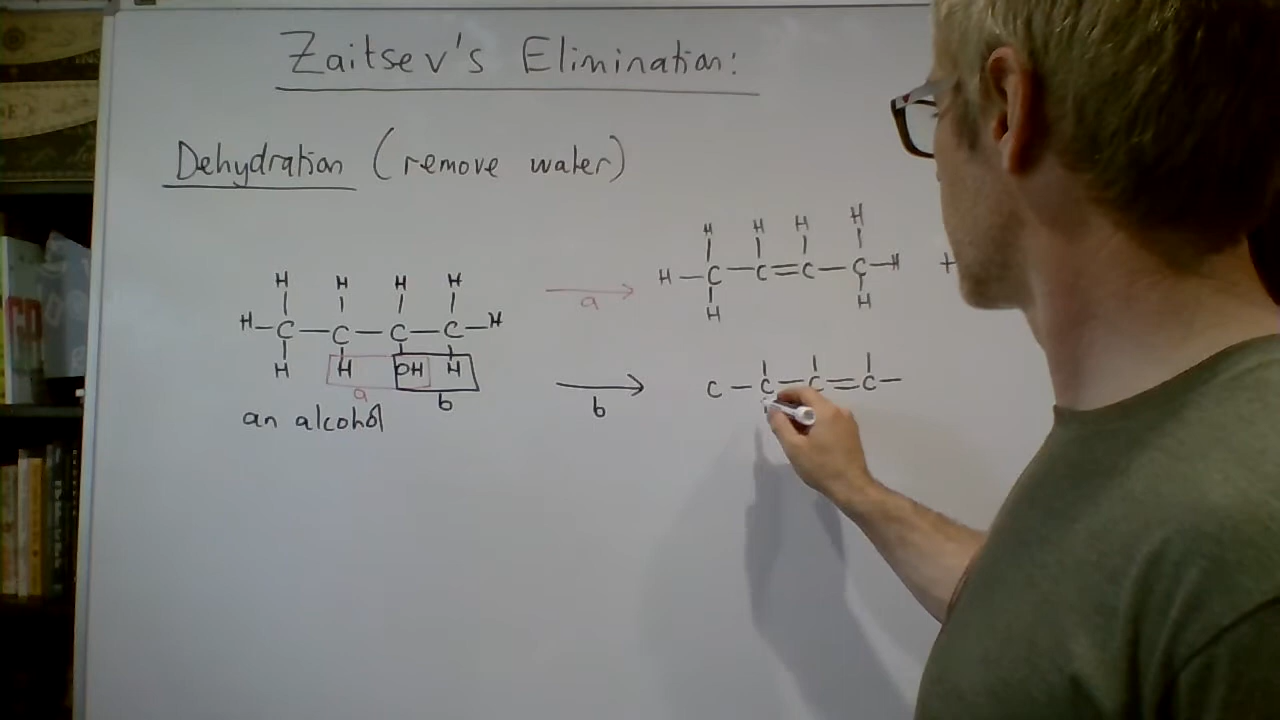 Zaitsev's Elimination:
Dehydration (remove water)
H H H H
H-C-C-C-C-H
H H OH H
a
b
an alcohol
a
H H H H
H-C-C=C-C-H +
H H
b
C-C-C=C-